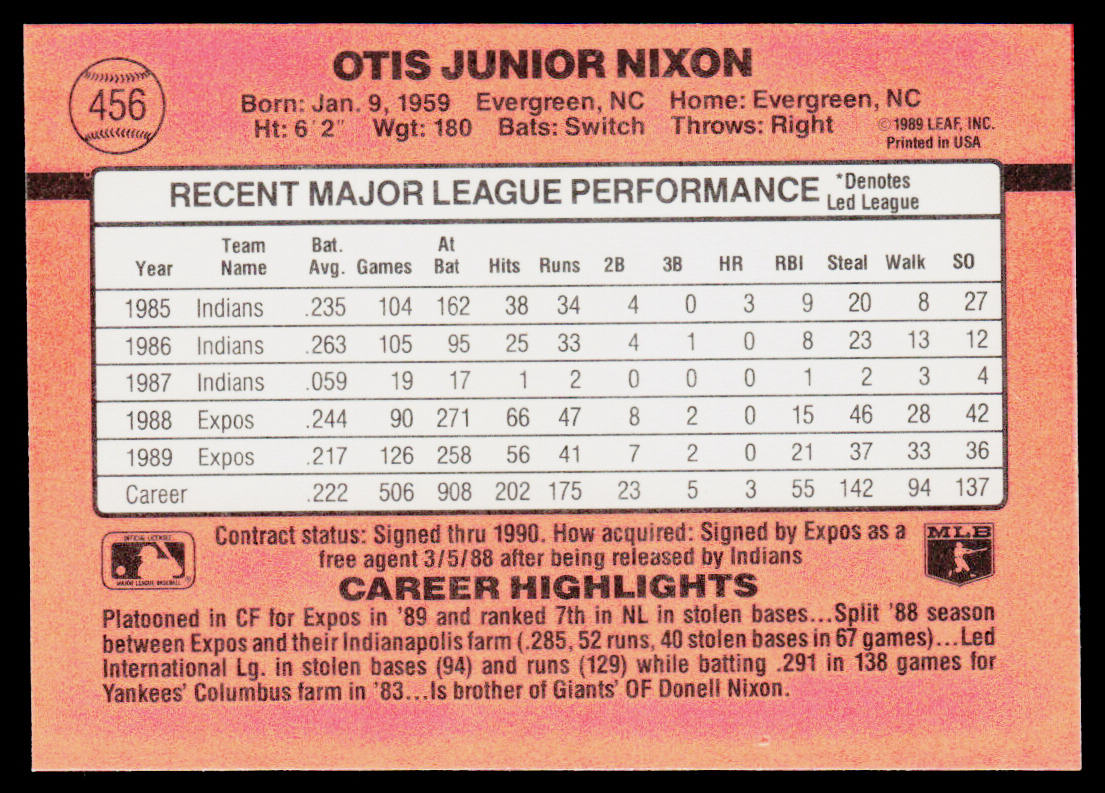 456
OTIS JUNIOR NIXON
Born: Jan. 9, 1959 Evergreen, NC Home: Evergreen, NC
Ht: 6'2" Wgt: 180 Bats: Switch Throws: Right
©1989 LEAF, INC.
Printed in USA
RECENT MAJOR LEAGUE PERFORMANCE
*Denotes
Led League
Year Team Name Bat. Avg. Games At Bat Hits Runs 2B 3B HR RBI Steal Walk SO
1985 Indians .235 104 162 38 34 4 0 3 9 20 8 27
1986 Indians .263 105 95 25 33 4 1 0 8 23 13 12
1987 Indians .059 19 17 1 2 0 0 0 1 2 3 4
1988 Expos .244 90 271 66 47 8 2 0 15 46 28 42
1989 Expos .217 126 258 56 41 7 2 0 21 37 33 36
Career .222 506 908 202 175 23 5 3 55 142 94 137
Contract status: Signed thru 1990. How acquired: Signed by Expos as a
free agent 3/5/88 after being released by Indians
OFFICIAL LICENSEE
MAJOR LEAGUE BASEBALL
MLB
CAREER HIGHLIGHTS
Platooned in CF for Expos in '89 and ranked 7th in NL in stolen bases...Split '88 season
between Expos and their Indianapolis farm (.285, 52 runs, 40 stolen bases in 67 games)...Led
International Lg. in stolen bases (94) and runs (129) while batting .291 in 138 games for
Yankees' Columbus farm in '83...Is brother of Giants' OF Donell Nixon.